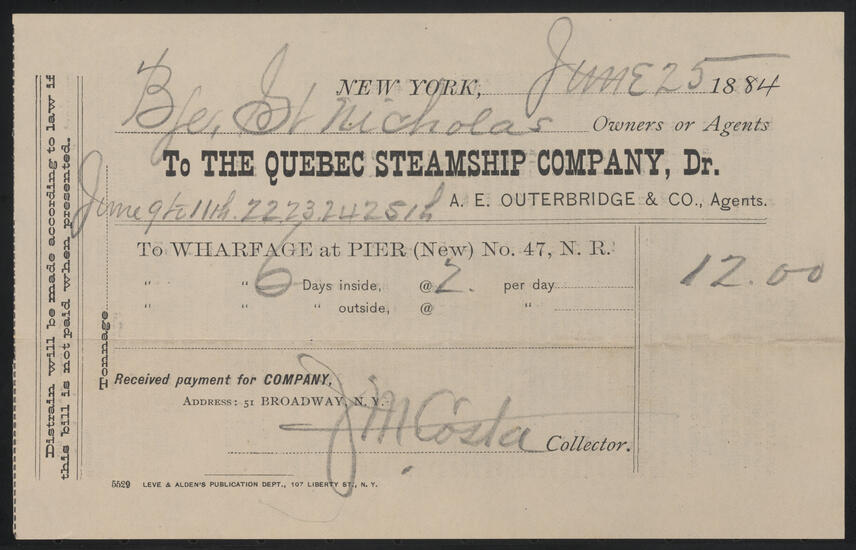 NEW YORK, June 25 1884
Bge, St Nicholas Owners or Agents
To THE QUEBEC STEAMSHIP COMPANY, Dr.
June 9th 11th. 22 23 24 25th A. E. OUTERBRIDGE & CO., Agents.
To WHARFAGE at PIER (New) No. 47, N. R.
" " 6 Days inside, @ 2. per day 12.00
" " " outside, @ "
Received payment for COMPANY,
ADDRESS: 51 BROADWAY, N. Y.
J M Costa Collector.
5529 LEVE & ALDEN'S PUBLICATION DEPT., 107 LIBERTY ST., N. Y.
Distrain will be made according to law if
this bill is not paid when presented.
Tonnage